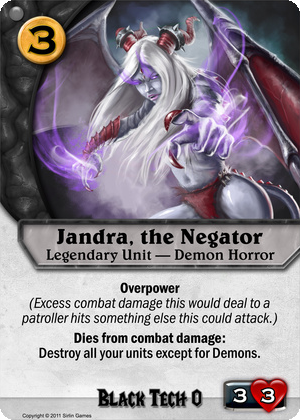 3
Jandra, the Negator
Legendary Unit — Demon Horror
Overpower
(Excess combat damage this would deal to a
patroller hits something else this could attack.)
Dies from combat damage:
Destroy all your units except for Demons.
Copyright © 2011 Sirlin Games
Black Tech 0
3 3